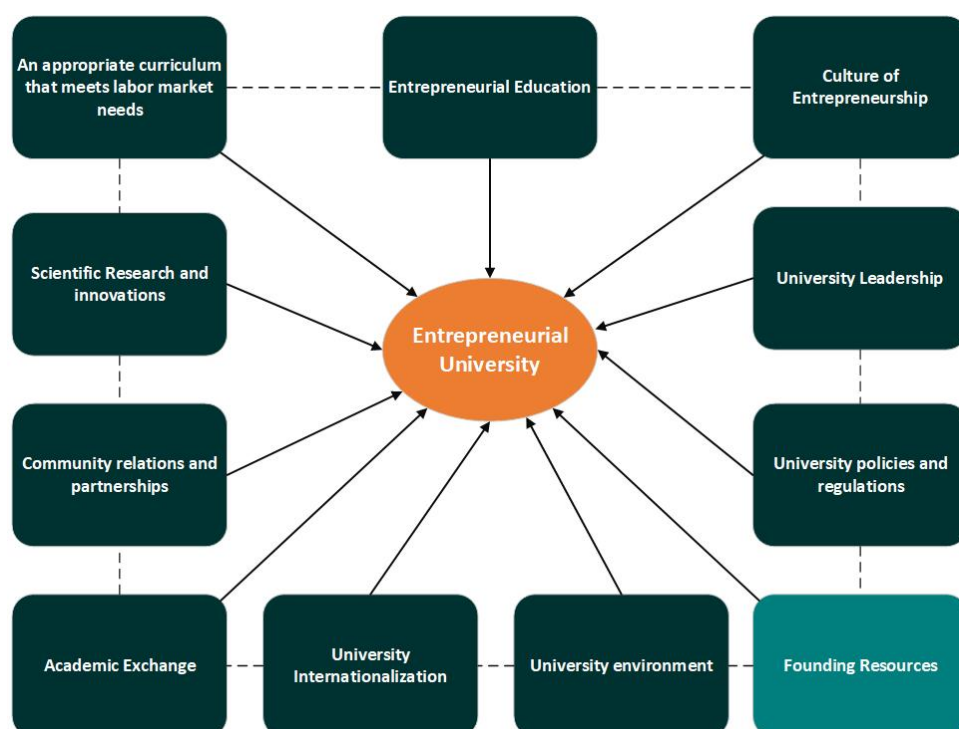 An appropriate curriculum
that meets labor market
needs
Entrepreneurial Education
Culture of
Entrepreneurship
Scientific Research and
innovations
Entrepreneurial
University
University Leadership
Community relations and
partnerships
University policies and
regulations
Academic Exchange
University
Internationalization
University environment
Founding Resources